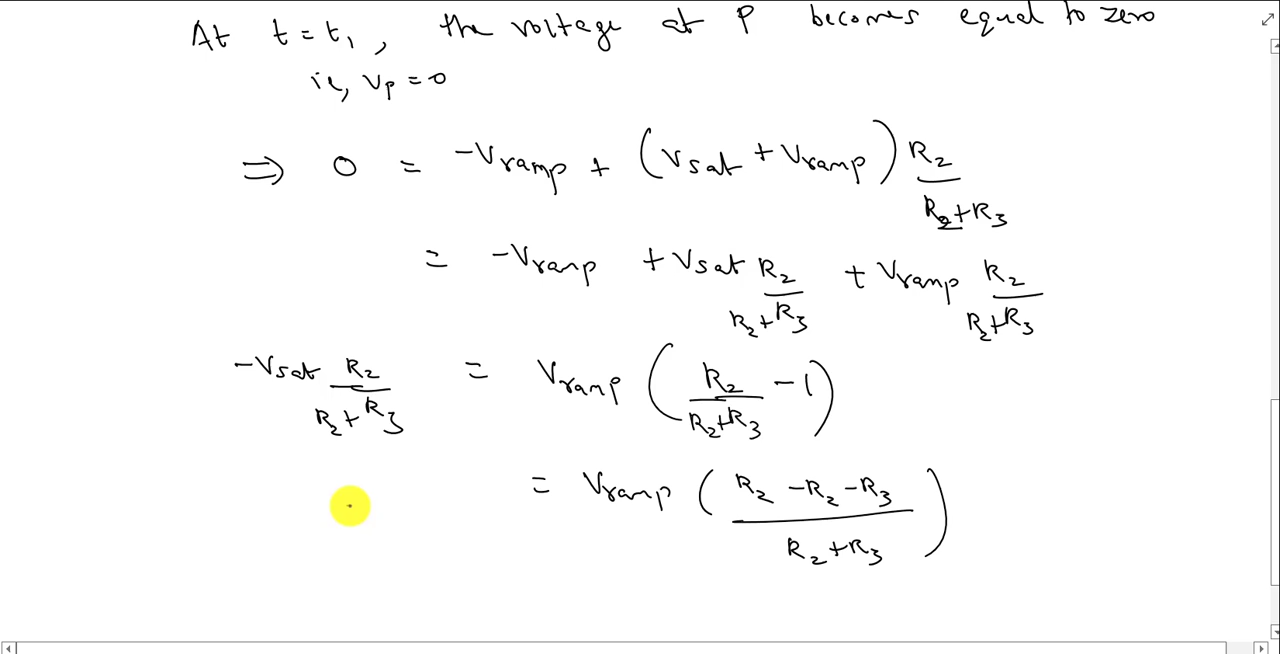 At t = t₁, the voltage at P becomes equal to zero
ie, Vp = 0
⇒ 0 = -Vramp + (Vsat + Vramp) R₂/(R₂+R₃)
= -Vramp + Vsat R₂/(R₂+R₃) + Vramp R₂/(R₂+R₃)
-Vsat R₂/(R₂+R₃) = Vramp (R₂/(R₂+R₃) - 1)
= Vramp ((R₂ - R₂ - R₃)/(R₂+R₃))